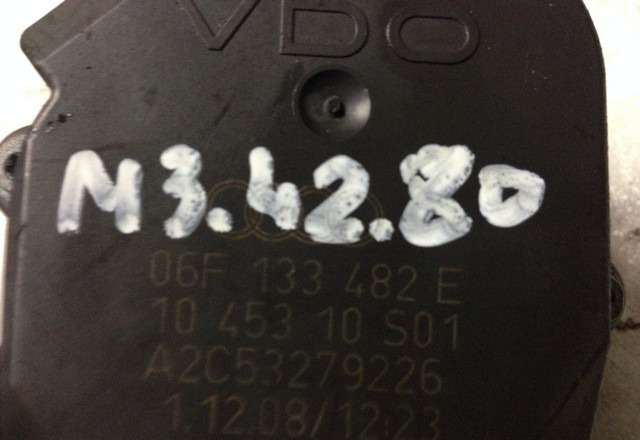 VDO
M3.42.80
06F 133 482 E
10 453 10 S01
A2C53279226
1.12.08/12:23